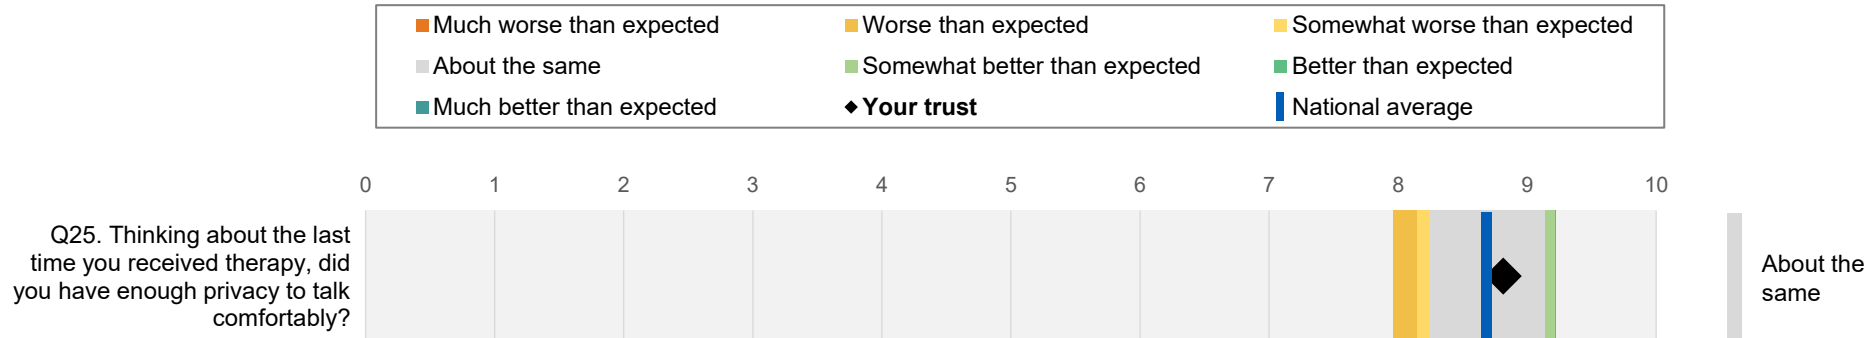 Much worse than expected
Worse than expected
Somewhat worse than expected
About the same
Somewhat better than expected
Better than expected
Much better than expected
Your trust
National average
0 1 2 3 4 5 6 7 8 9 10
Q25. Thinking about the last
time you received therapy, did
you have enough privacy to talk
comfortably?
About the
same